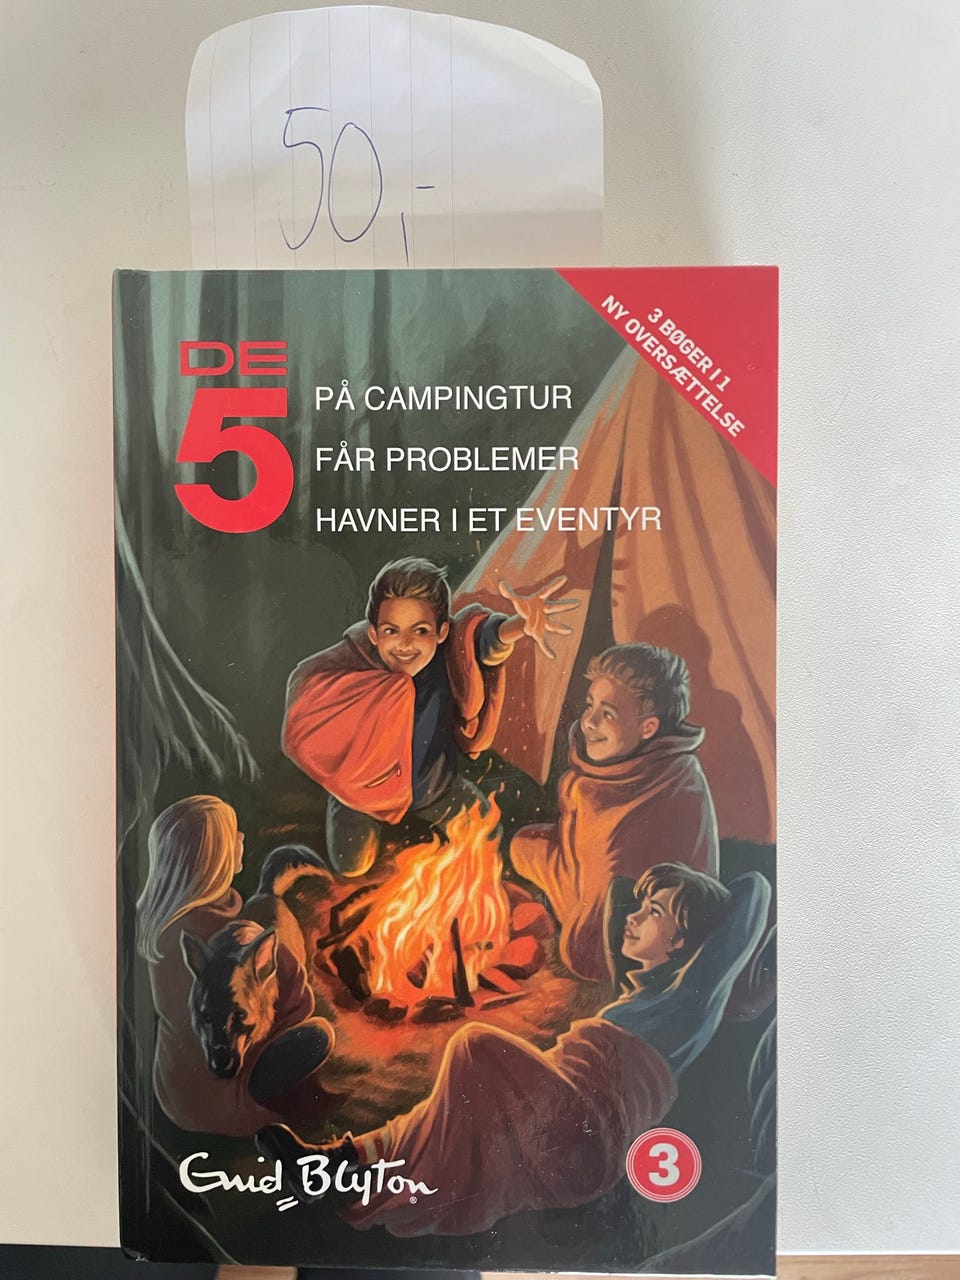 50,-
3 BØGER I 1
NY OVERSÆTTELSE
DE
5
PÅ CAMPINGTUR
FÅR PROBLEMER
HAVNER I ET EVENTYR
Enid Blyton®
3